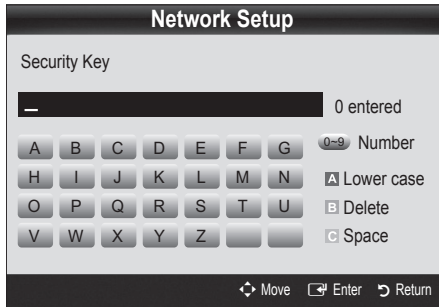 Network Setup
Security Key
_ 0 entered
A B C D E F G 0~9 Number
H I J K L M N A Lower case
O P Q R S T U B Delete
V W X Y Z C Space
Move Enter Return